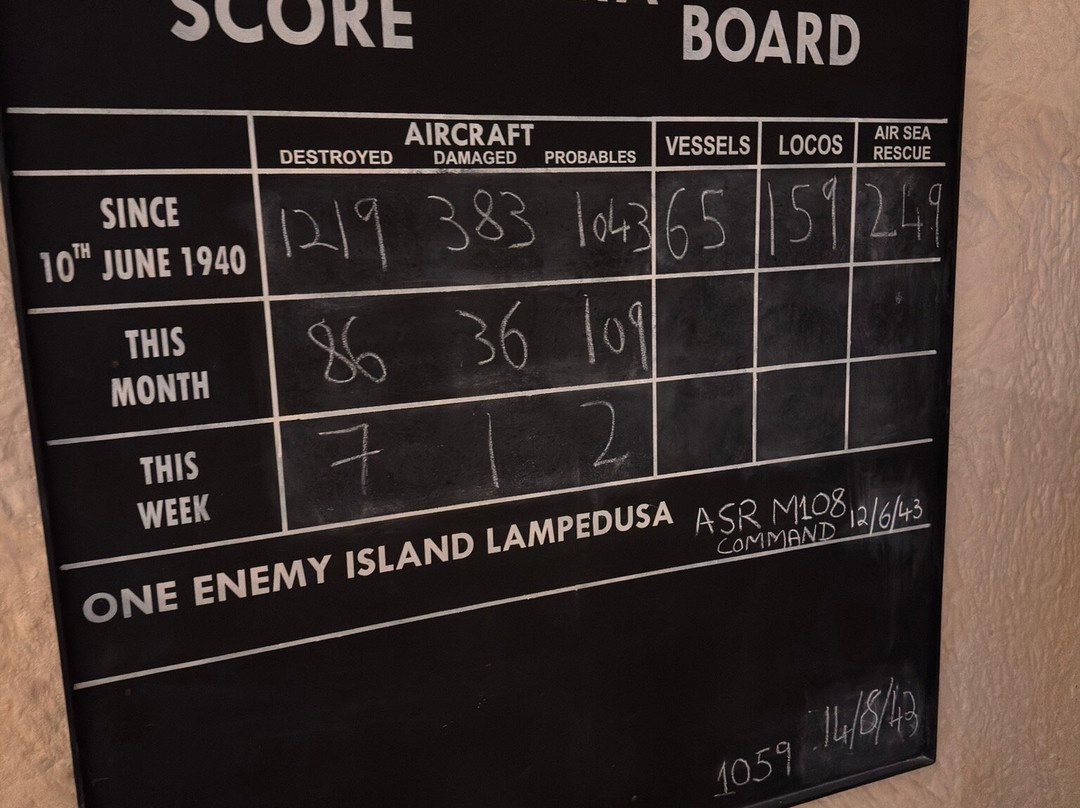 SCORE BOARD
AIRCRAFT
DESTROYED DAMAGED PROBABLES VESSELS LOCOS AIR SEA RESCUE
SINCE 10TH JUNE 1940 1219 383 1043 65 159 249
THIS MONTH 86 36 109
THIS WEEK 7 1 2
ONE ENEMY ISLAND LAMPEDUSA ASR M108 COMMAND 12/6/43
1059 14/8/43